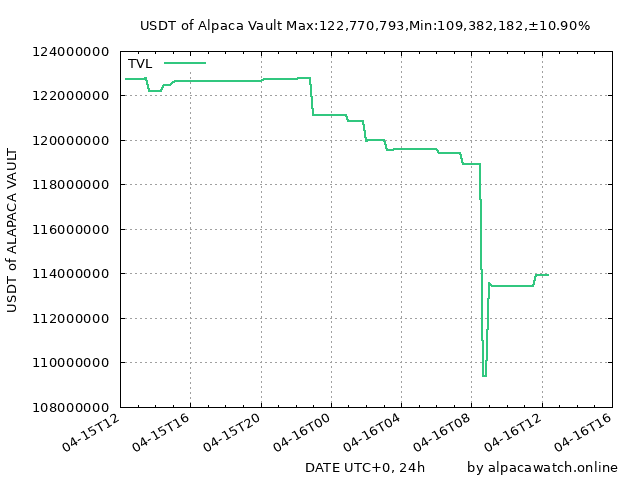 USDT of Alpaca Vault Max:122,770,793,Min:109,382,182,±10.90%
TVL
124000000
122000000
120000000
118000000
116000000
114000000
112000000
110000000
108000000
USDT of ALAPACA VAULT
04-15T12
04-15T16
04-15T20
04-16T00
04-16T04
04-16T08
04-16T12
04-16T16
DATE UTC+0, 24h
by alpacawatch.online